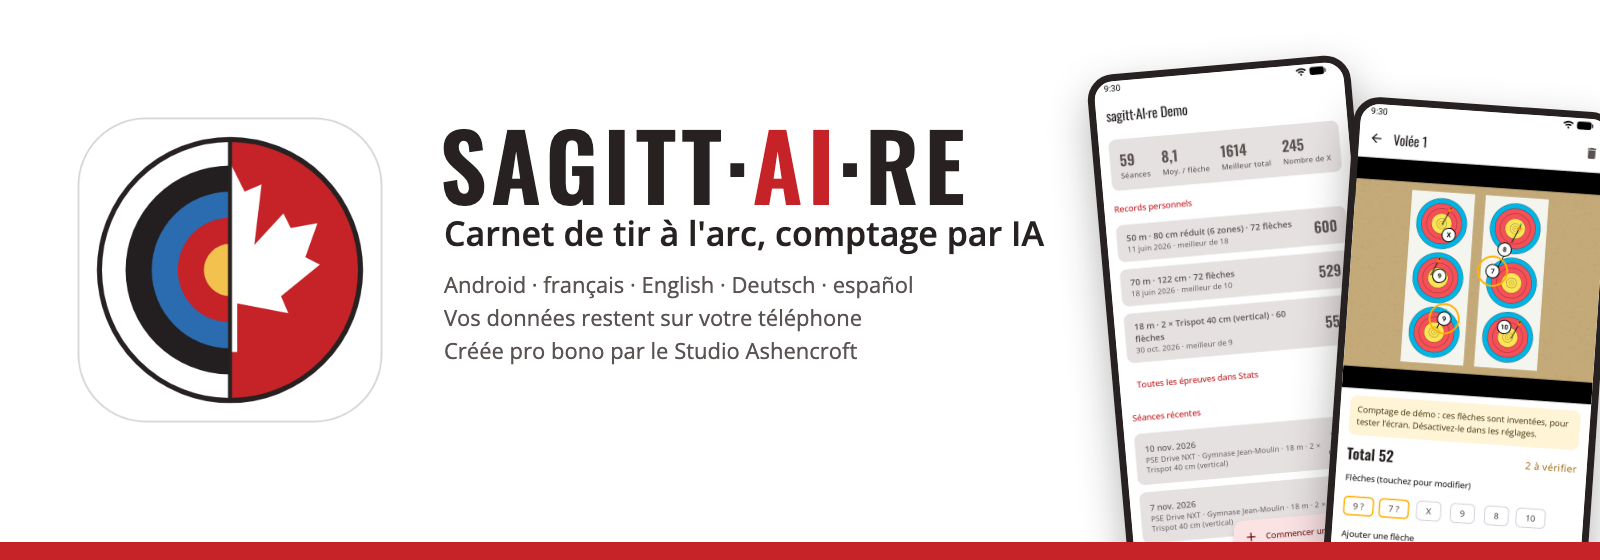 SAGITT·AI·RE
Carnet de tir à l'arc, comptage par IA
Android · français · English · Deutsch · español
Vos données restent sur votre téléphone
Créée pro bono par le Studio Ashencroft
9:30
sagitt·AI·re Demo
59 8,1 1614 245
Séances Moy. / flèche Meilleur total Nombre de X
Records personnels
50 m · 80 cm réduit (6 zones) · 72 flèches 600
11 juin 2026 · meilleur de 18
70 m · 122 cm · 72 flèches 529
18 juin 2026 · meilleur de 10
18 m · 2 × Trispot 40 cm (vertical) · 60 55
flèches
30 oct. 2026 · meilleur de 9
Toutes les épreuves dans Stats
Séances récentes
10 nov. 2026
PSE Drive NXT · Gymnase Jean-Moulin · 18 m · 2 ×
Trispot 40 cm (vertical)
7 nov. 2026
PSE Drive NXT · Gymnase Jean-Moulin · 18 m · 2 ×
Trispot 40 cm (vertical)
+ Commencer un
9:30
← Volée 1
X
8
9
7
9
10
Comptage de démo : ces flèches sont inventées, pour
tester l'écran. Désactivez-le dans les réglages.
Total 52 2 à vérifier
Flèches (touchez pour modifier)
9 ? 7 ? X 9 8 10
Ajouter une flèche